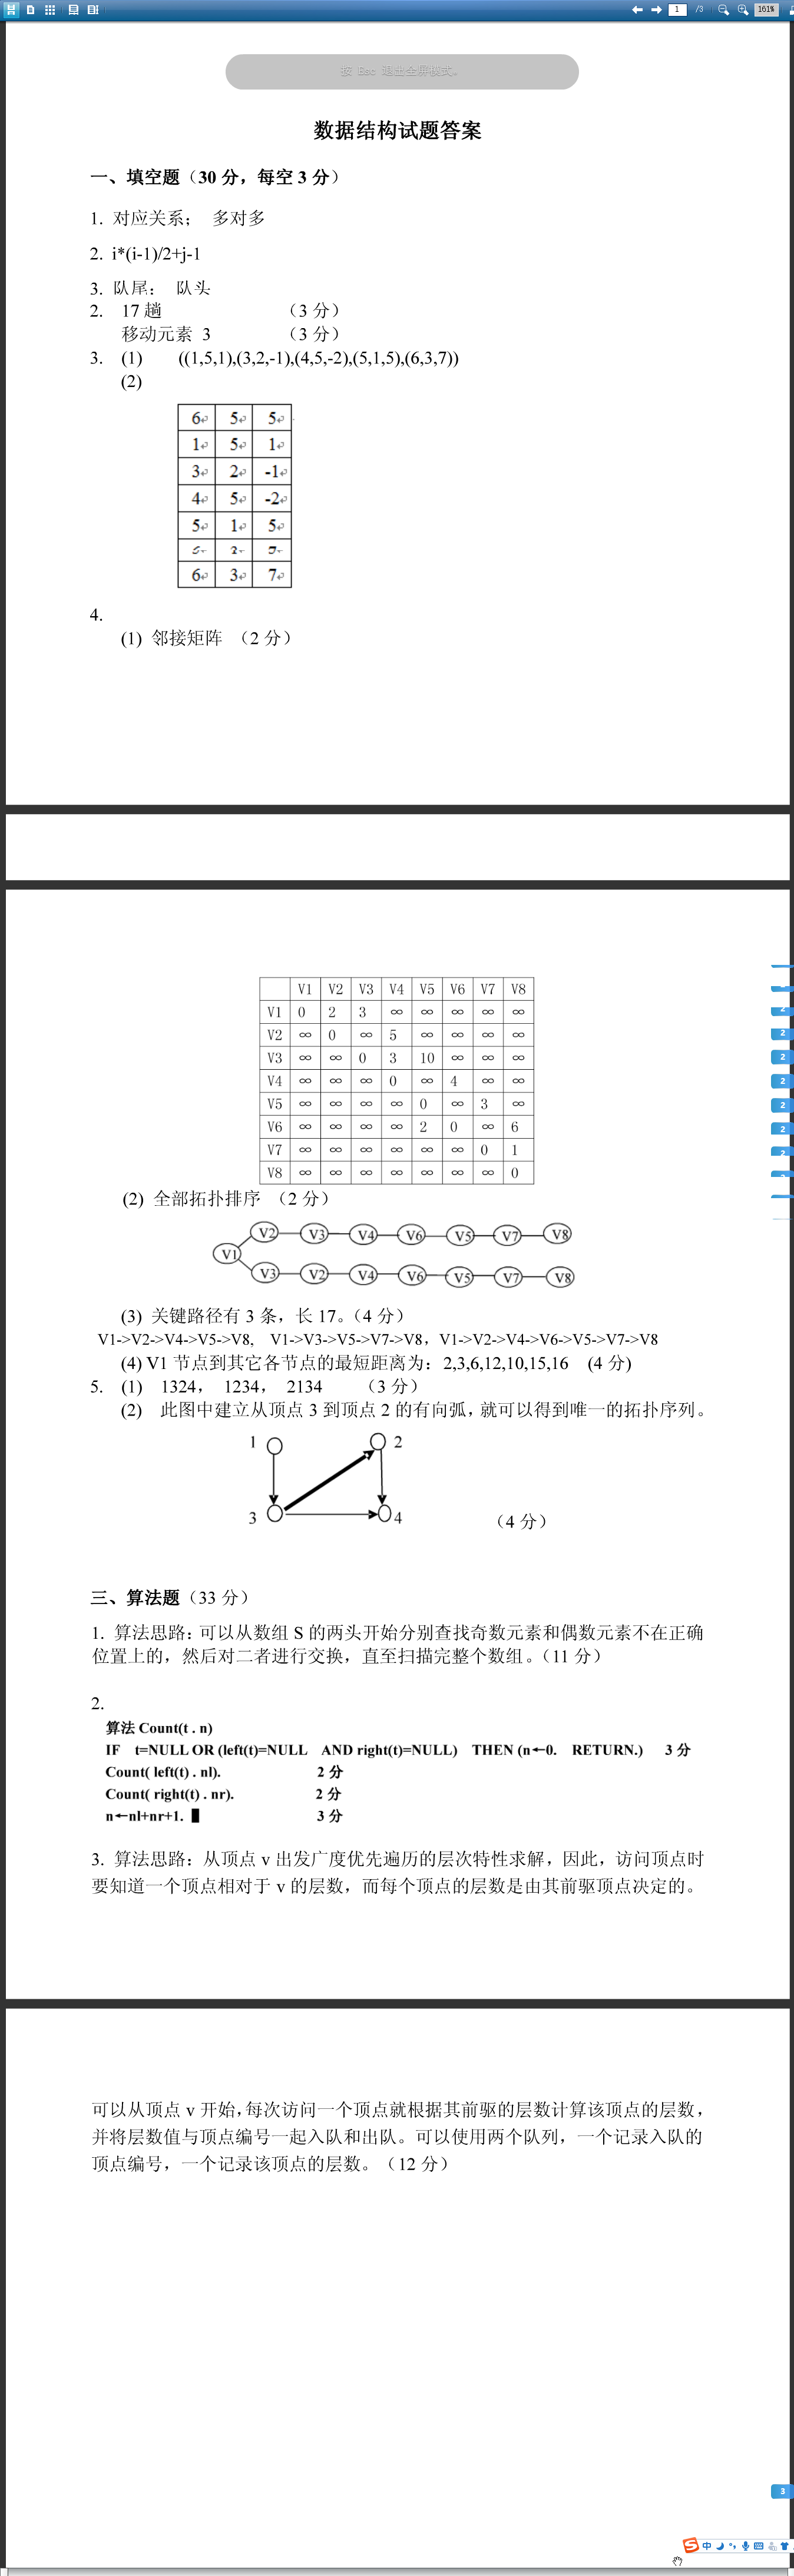 1 /3 161%
按 Esc 退出全屏模式。
数据结构试题答案
一、填空题（30 分，每空 3 分）
1. 对应关系； 多对多
2. i*(i-1)/2+j-1
3. 队尾； 队头
2. 17 趟 （3 分）
移动元素 3 （3 分）
3. (1) ((1,5,1),(3,2,-1),(4,5,-2),(5,1,5),(6,3,7))
(2)
6 5 5
1 5 1
3 2 -1
4 5 -2
5 1 5
6 3 7
4.
(1) 邻接矩阵 （2 分）
V1 V2 V3 V4 V5 V6 V7 V8
V1 0 2 3 ∞ ∞ ∞ ∞ ∞
V2 ∞ 0 ∞ 5 ∞ ∞ ∞ ∞
V3 ∞ ∞ 0 3 10 ∞ ∞ ∞
V4 ∞ ∞ ∞ 0 ∞ 4 ∞ ∞
V5 ∞ ∞ ∞ ∞ 0 ∞ 3 ∞
V6 ∞ ∞ ∞ ∞ 2 0 ∞ 6
V7 ∞ ∞ ∞ ∞ ∞ ∞ 0 1
V8 ∞ ∞ ∞ ∞ ∞ ∞ ∞ 0
2
2
2
2
2
2
(2) 全部拓扑排序 （2 分）
V2 V3 V4 V6 V5 V7 V8
V1
V3 V2 V4 V6 V5 V7 V8
(3) 关键路径有 3 条，长 17。（4 分）
V1->V2->V4->V5->V8, V1->V3->V5->V7->V8，V1->V2->V4->V6->V5->V7->V8
(4) V1 节点到其它各节点的最短距离为：2,3,6,12,10,15,16 (4 分)
5. (1) 1324， 1234， 2134 （3 分）
(2) 此图中建立从顶点 3 到顶点 2 的有向弧，就可以得到唯一的拓扑序列。
1 2
3 4 （4 分）
三、算法题（33 分）
1. 算法思路：可以从数组 S 的两头开始分别查找奇数元素和偶数元素不在正确
位置上的，然后对二者进行交换，直至扫描完整个数组。（11 分）
2.
算法 Count(t . n)
IF t=NULL OR (left(t)=NULL AND right(t)=NULL) THEN (n←0. RETURN.) 3 分
Count( left(t) . nl). 2 分
Count( right(t) . nr). 2 分
n←nl+nr+1. 3 分
3. 算法思路：从顶点 v 出发广度优先遍历的层次特性求解，因此，访问顶点时
要知道一个顶点相对于 v 的层数，而每个顶点的层数是由其前驱顶点决定的。
可以从顶点 v 开始，每次访问一个顶点就根据其前驱的层数计算该顶点的层数，
并将层数值与顶点编号一起入队和出队。可以使用两个队列，一个记录入队的
顶点编号，一个记录该顶点的层数。（12 分）
3
S 中